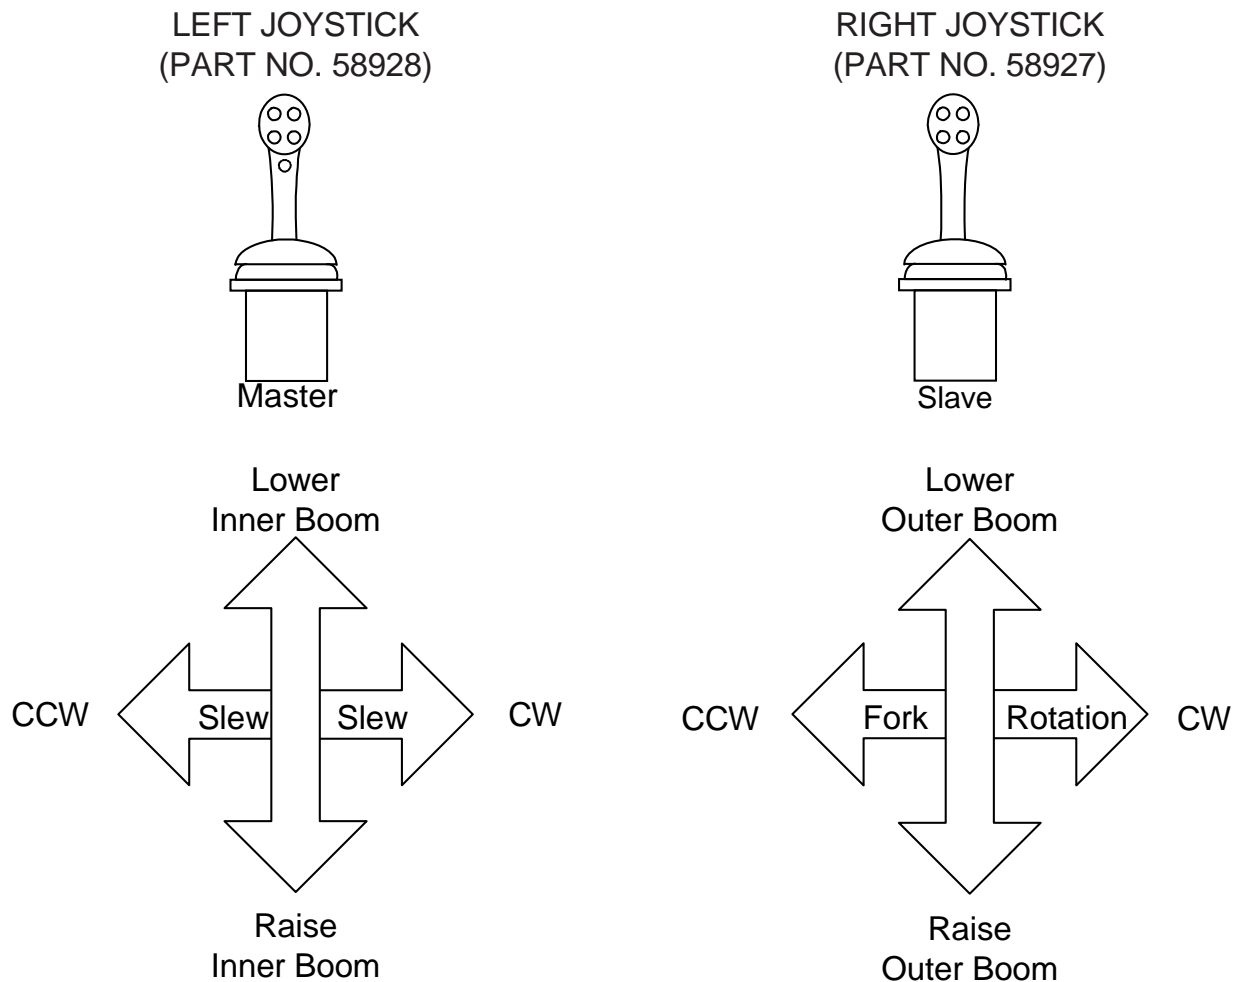 LEFT JOYSTICK
(PART NO. 58928)
Master
Lower
Inner Boom
CCW
Slew
Slew
CW
Raise
Inner Boom
RIGHT JOYSTICK
(PART NO. 58927)
Slave
Lower
Outer Boom
CCW
Fork
Rotation
CW
Raise
Outer Boom